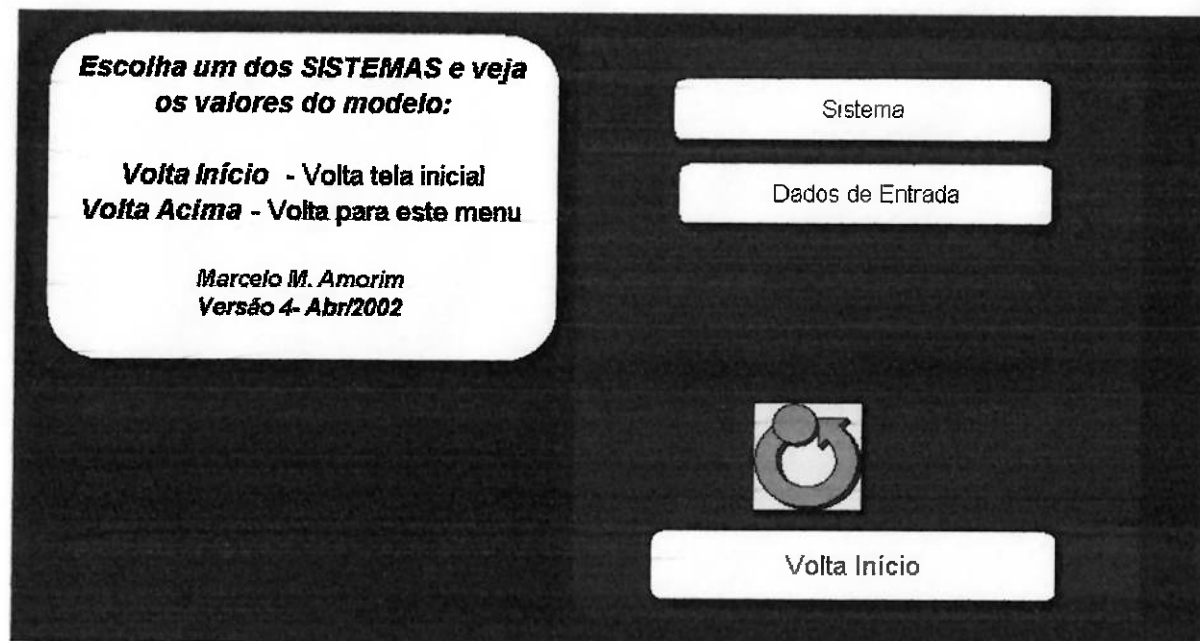 Escolha um dos SISTEMAS e veja
os valores do modelo:
Volta Início - Volta tela inicial
Volta Acima - Volta para este menu
Marcelo M. Amorim
Versão 4- Abr/2002
Sistema
Dados de Entrada
Volta Início